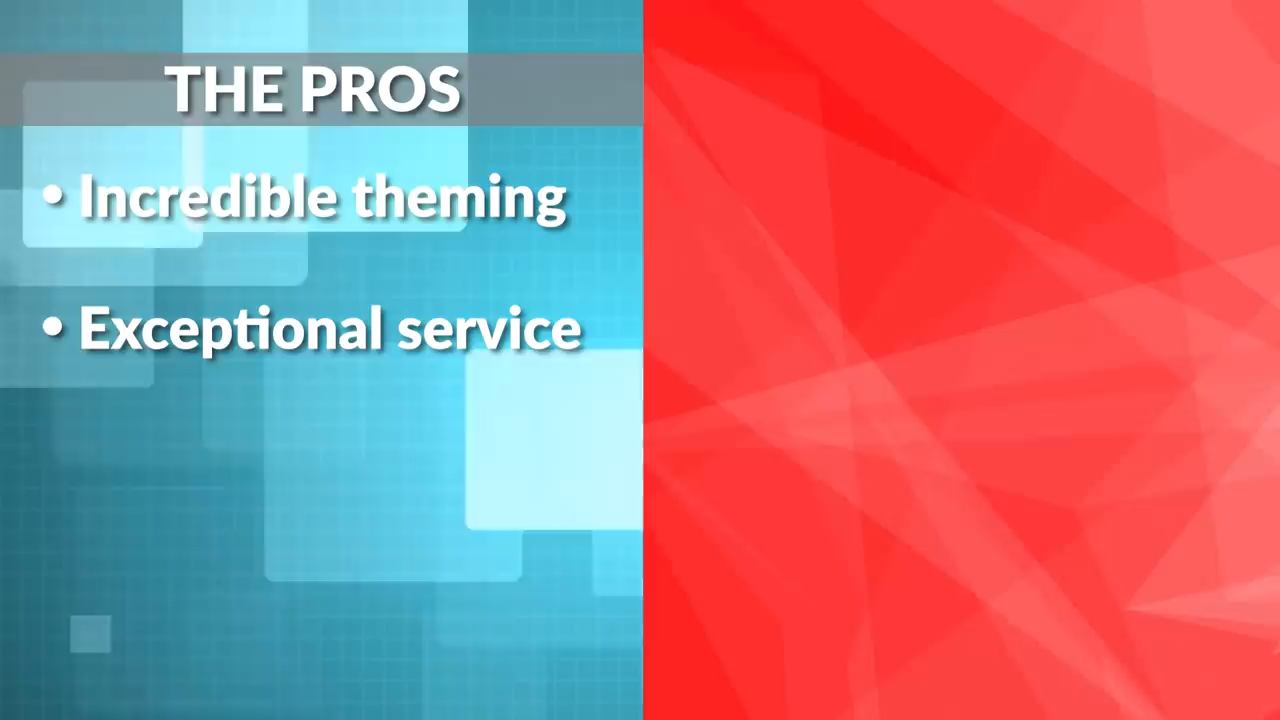 THE PROS
• Incredible theming
• Exceptional service